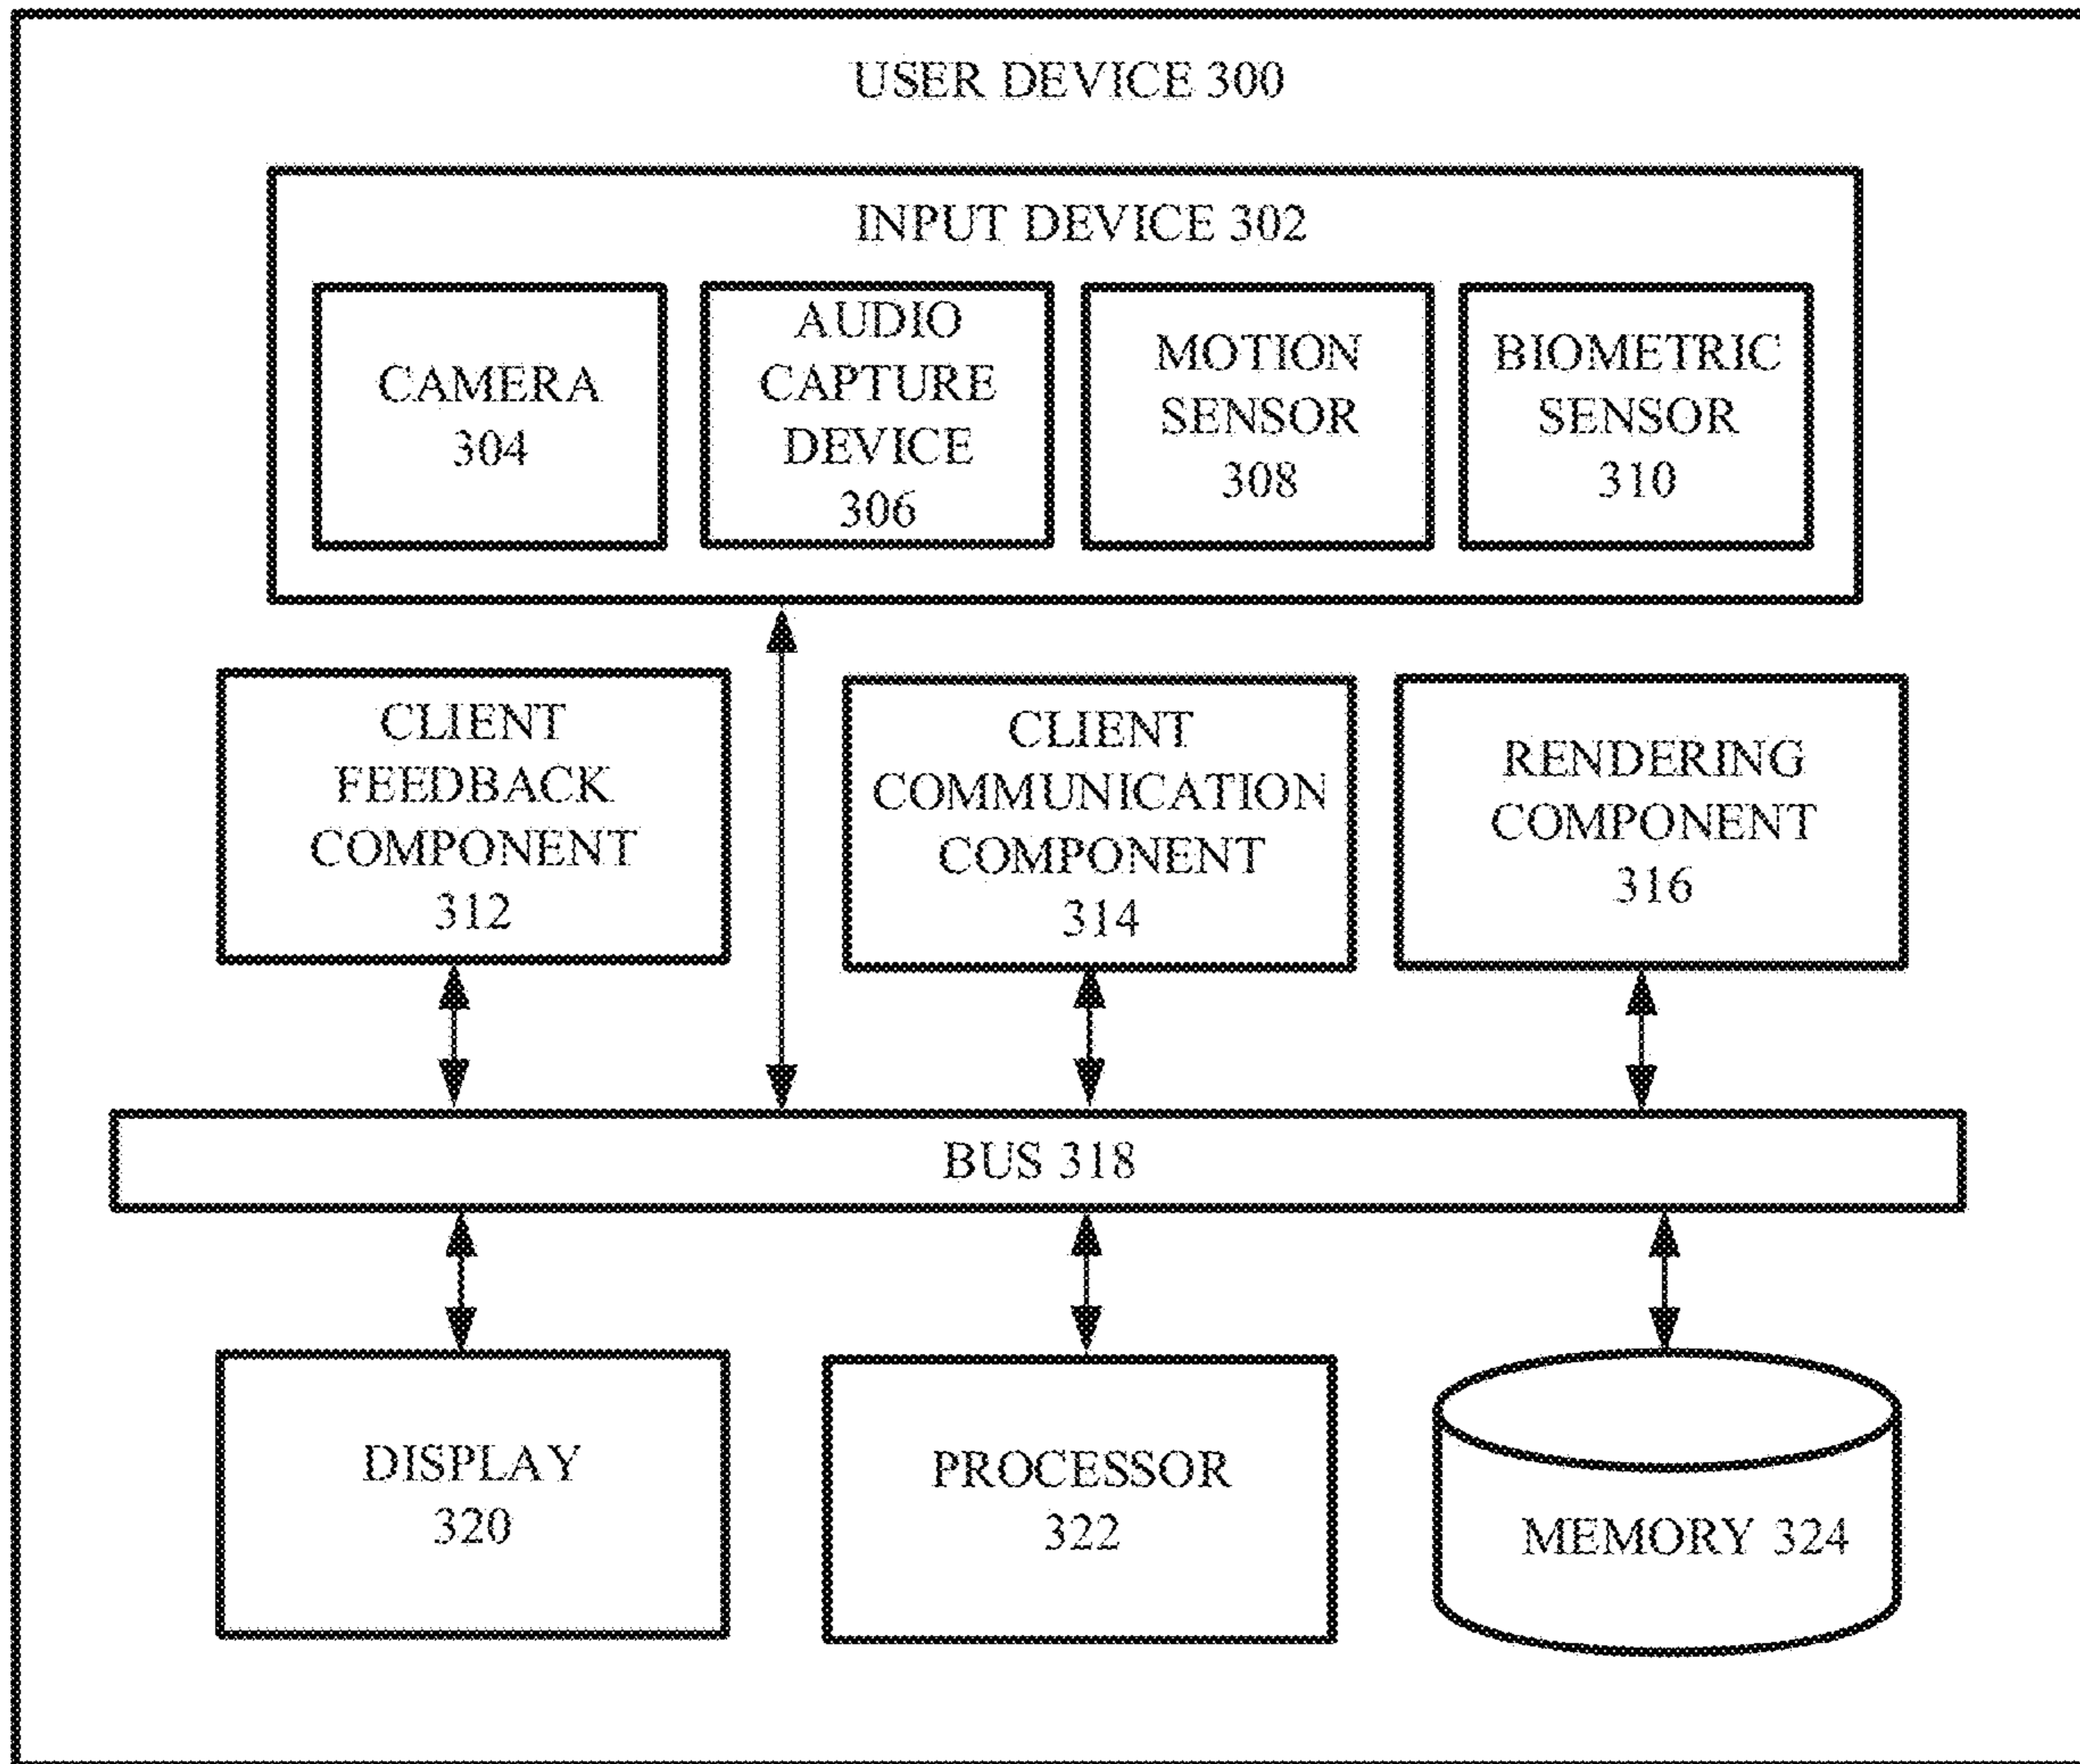 USER DEVICE 300
INPUT DEVICE 302
CAMERA
304
AUDIO
CAPTURE
DEVICE
306
MOTION
SENSOR
308
BIOMETRIC
SENSOR
310
CLIENT
FEEDBACK
COMPONENT
312
CLIENT
COMMUNICATION
COMPONENT
314
RENDERING
COMPONENT
316
BUS 318
DISPLAY
320
PROCESSOR
322
MEMORY 324